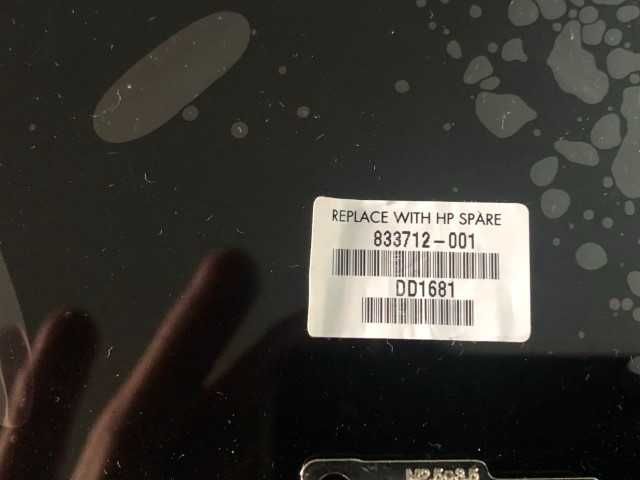 REPLACE WITH HP SPARE
833712-001
DD1681